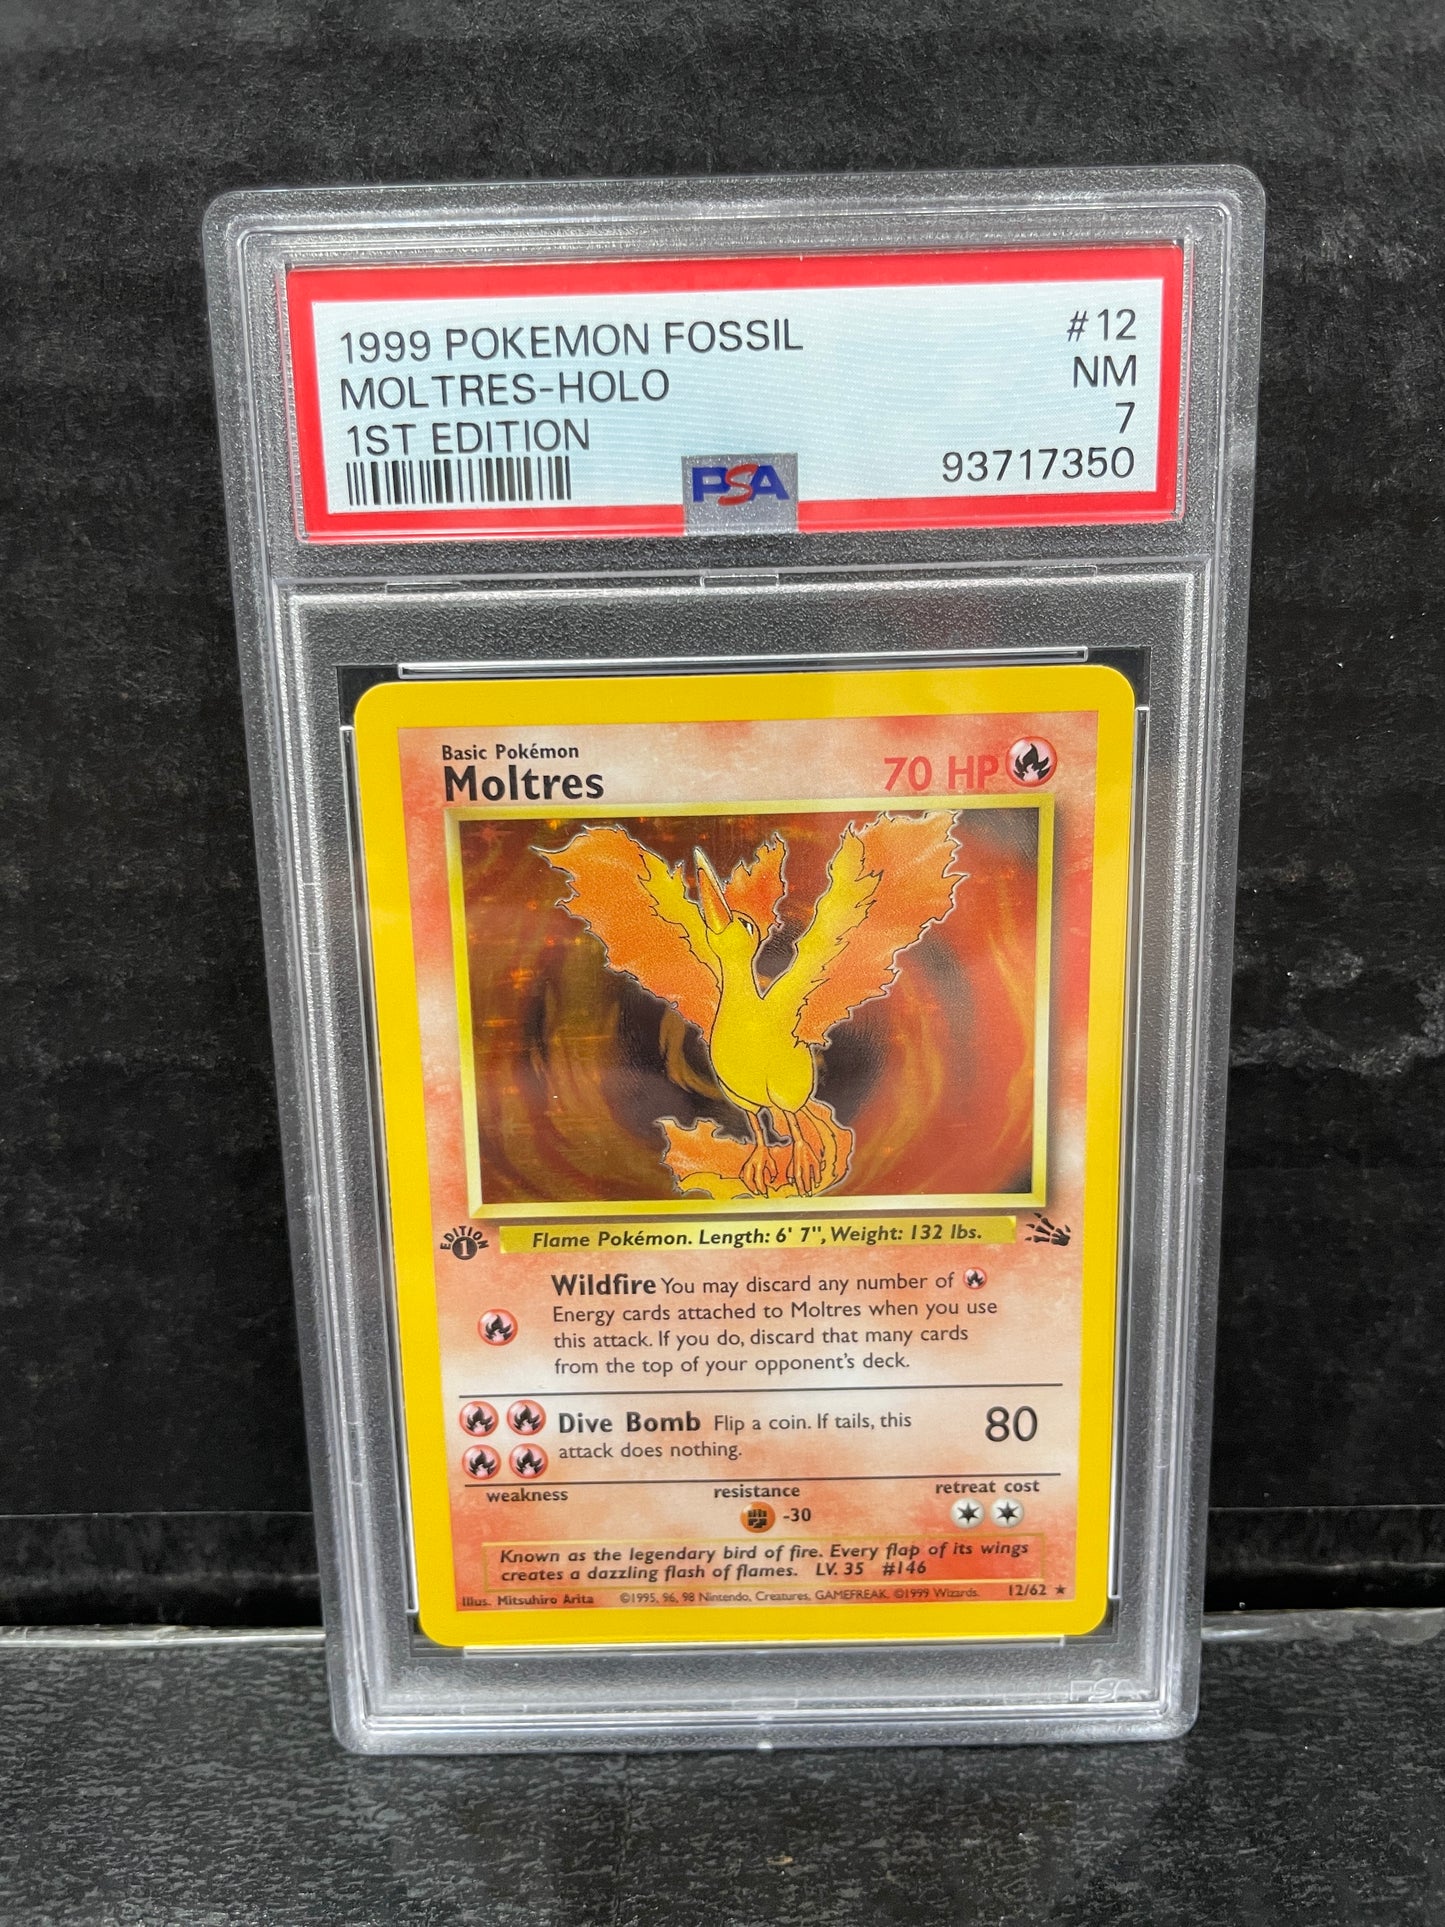 1999 POKEMON FOSSIL #12
MOLTRES-HOLO NM
1ST EDITION 7
PSA 93717350
Basic Pokémon
Moltres 70 HP
EDITION 1
Flame Pokémon. Length: 6' 7", Weight: 132 lbs.
Wildfire You may discard any number of
Energy cards attached to Moltres when you use
this attack. If you do, discard that many cards
from the top of your opponent's deck.
Dive Bomb Flip a coin. If tails, this 80
attack does nothing.
weakness resistance retreat cost
-30
Known as the legendary bird of fire. Every flap of its wings
creates a dazzling flash of flames. LV. 35 #146
Illus. Mitsuhiro Arita ©1995, 96, 98 Nintendo, Creatures, GAMEFREAK. ©1999 Wizards. 12/62 ★
PSA